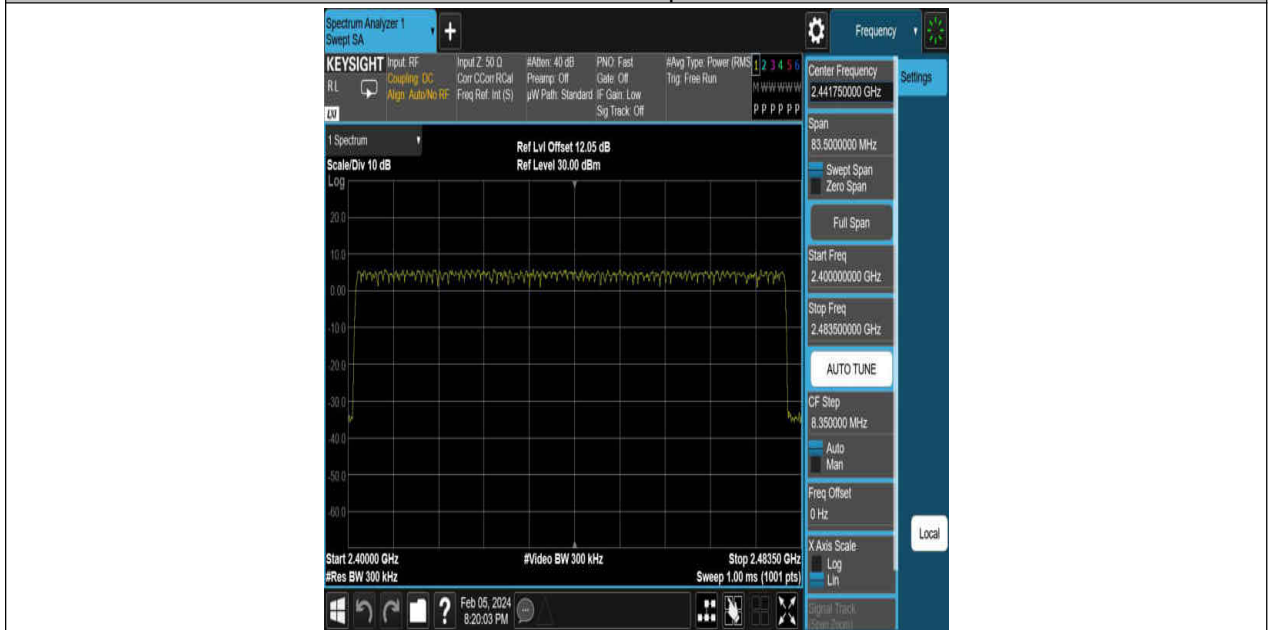 Spectrum Analyzer 1
Swept SA
+
Frequency
KEYSIGHT
RL
LXI
Input: RF
Coupling: DC
Align: Auto/No RF
Input Z: 50 Ω
Corr CCorr RCal
Freq Ref: Int (S)
#Atten: 40 dB
Preamp: Off
µW Path: Standard
PNO: Fast
Gate: Off
IF Gain: Low
Sig Track: Off
#Avg Type: Power (RMS
Trig: Free Run
1 2 3 4 5 6
M W W W W W
P P P P P P
Center Frequency
2.441750000 GHz
Settings
Span
83.5000000 MHz
Swept Span
Zero Span
Full Span
Start Freq
2.400000000 GHz
Stop Freq
2.483500000 GHz
AUTO TUNE
CF Step
8.350000 MHz
Auto
Man
Freq Offset
0 Hz
X Axis Scale
Log
Lin
Signal Track
(Span Zoom)
Local
1 Spectrum
Scale/Div 10 dB
Ref Lvl Offset 12.05 dB
Ref Level 30.00 dBm
Log
20.0
10.0
0.00
-10.0
-20.0
-30.0
-40.0
-50.0
-60.0
Start 2.40000 GHz
#Res BW 300 kHz
#Video BW 300 kHz
Stop 2.48350 GHz
Sweep 1.00 ms (1001 pts)
?
Feb 05, 2024
8:20:03 PM